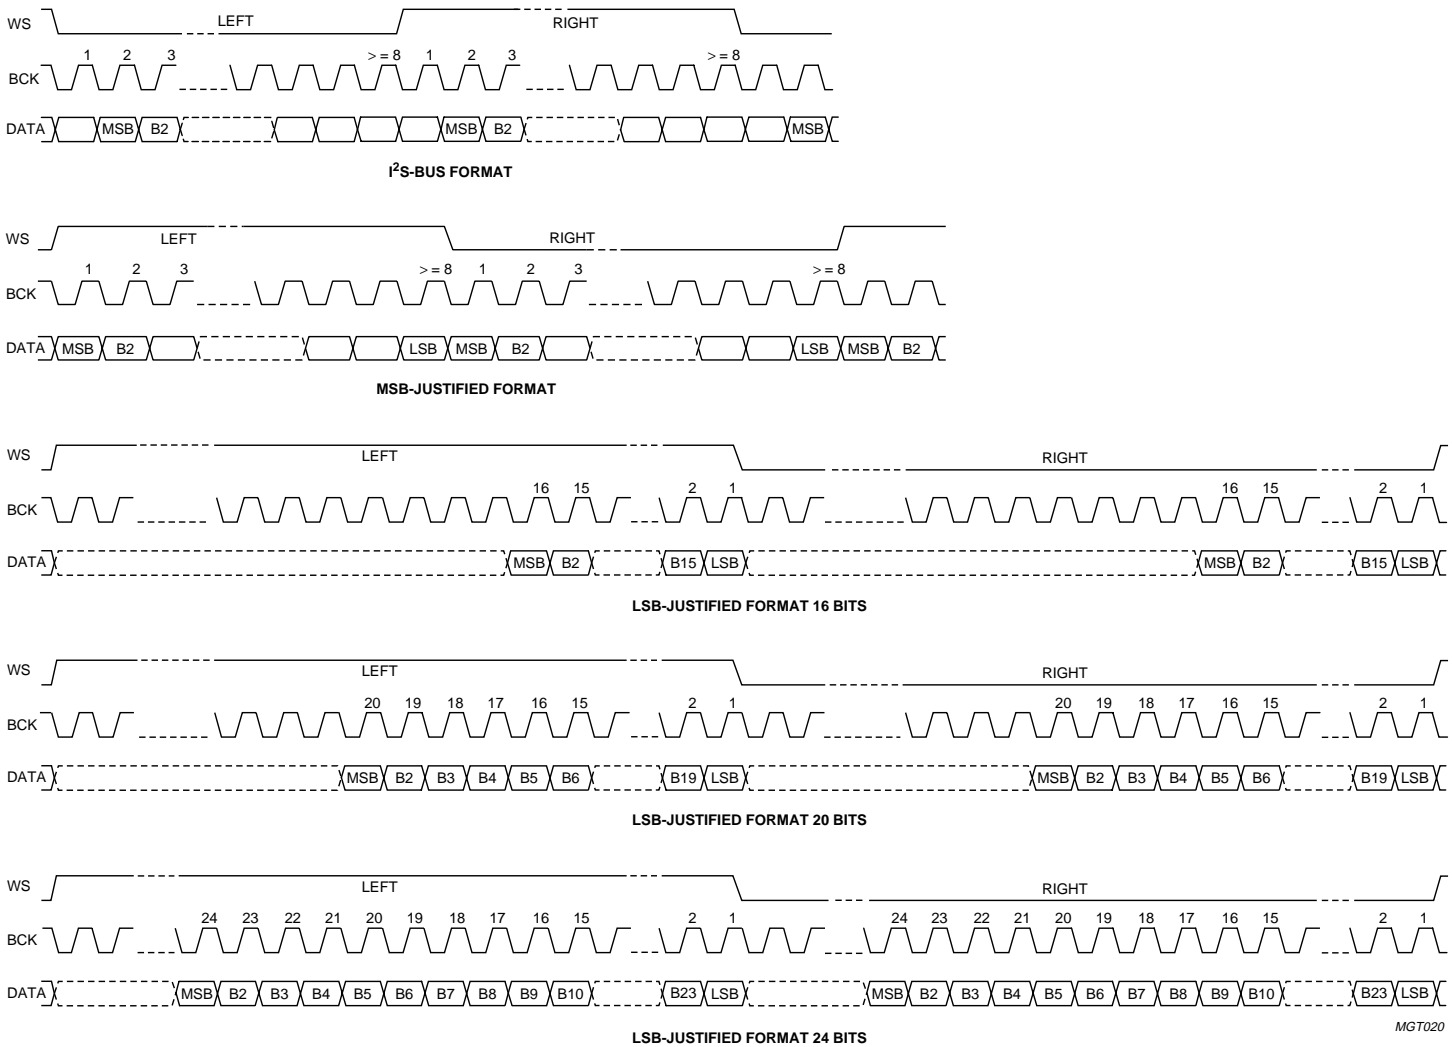 WS LEFT RIGHT
1 2 3 > = 8 1 2 3 > = 8
BCK
DATA MSB B2 MSB B2 MSB
I²S-BUS FORMAT
WS LEFT RIGHT
1 2 3 > = 8 1 2 3 > = 8
BCK
DATA MSB B2 LSB MSB B2 LSB MSB B2
MSB-JUSTIFIED FORMAT
WS LEFT RIGHT
16 15 2 1 16 15 2 1
BCK
DATA MSB B2 B15 LSB MSB B2 B15 LSB
LSB-JUSTIFIED FORMAT 16 BITS
WS LEFT RIGHT
20 19 18 17 16 15 2 1 20 19 18 17 16 15 2 1
BCK
DATA MSB B2 B3 B4 B5 B6 B19 LSB MSB B2 B3 B4 B5 B6 B19 LSB
LSB-JUSTIFIED FORMAT 20 BITS
WS LEFT RIGHT
24 23 22 21 20 19 18 17 16 15 2 1 24 23 22 21 20 19 18 17 16 15 2 1
BCK
DATA MSB B2 B3 B4 B5 B6 B7 B8 B9 B10 B23 LSB MSB B2 B3 B4 B5 B6 B7 B8 B9 B10 B23 LSB
MGT020
LSB-JUSTIFIED FORMAT 24 BITS